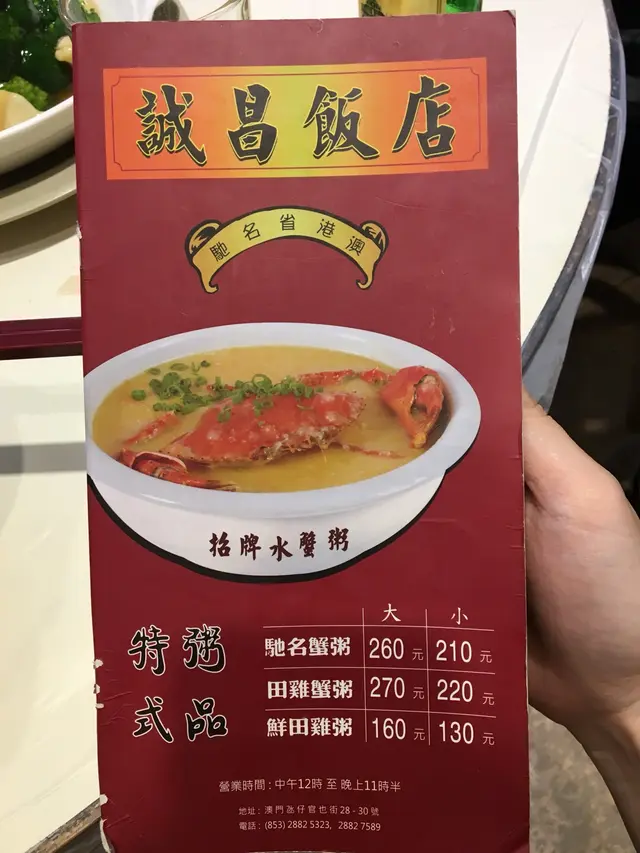 誠昌飯店
馳名省港澳
招牌水蟹粥
特式粥品
大 小
馳名蟹粥 260元 210元
田雞蟹粥 270元 220元
鮮田雞粥 160元 130元
營業時間：中午12時 至 晚上11時半
地址：澳門氹仔官也街28 - 30號
電話：(853) 2882 5323, 2882 7589